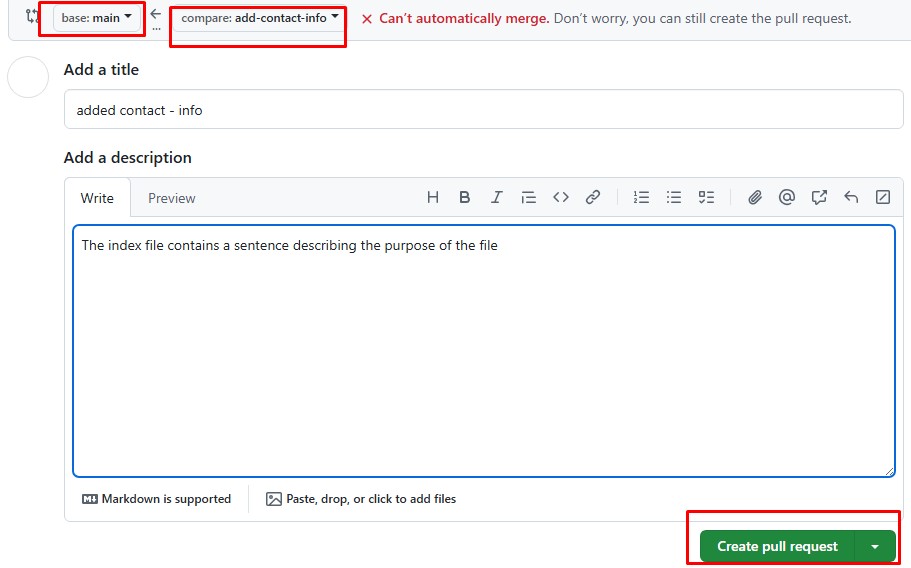 base: main ... compare: add-contact-info Can't automatically merge. Don't worry, you can still create the pull request.
Add a title
added contact - info
Add a description
Write Preview
The index file contains a sentence describing the purpose of the file
Markdown is supported Paste, drop, or click to add files
Create pull request